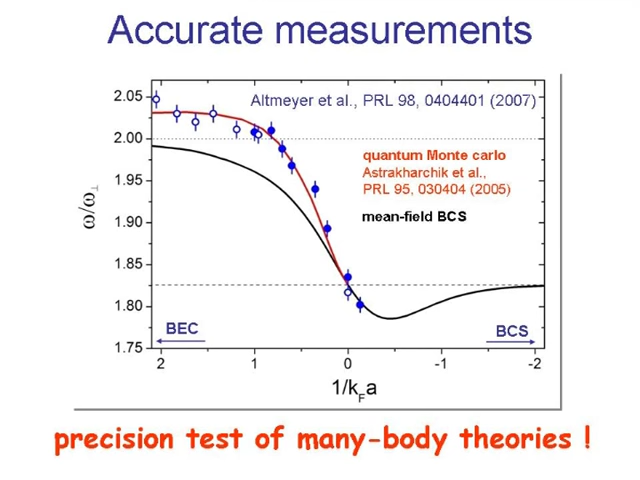 Accurate measurements
2.05
2.00
1.95
1.90
1.85
1.80
1.75
ω/ω⊥
Altmeyer et al., PRL 98, 0404401 (2007)
quantum Monte carlo
Astrakharchik et al.,
PRL 95, 030404 (2005)
mean-field BCS
BEC
BCS
2 1 0 -1 -2
1/kFa
precision test of many-body theories !